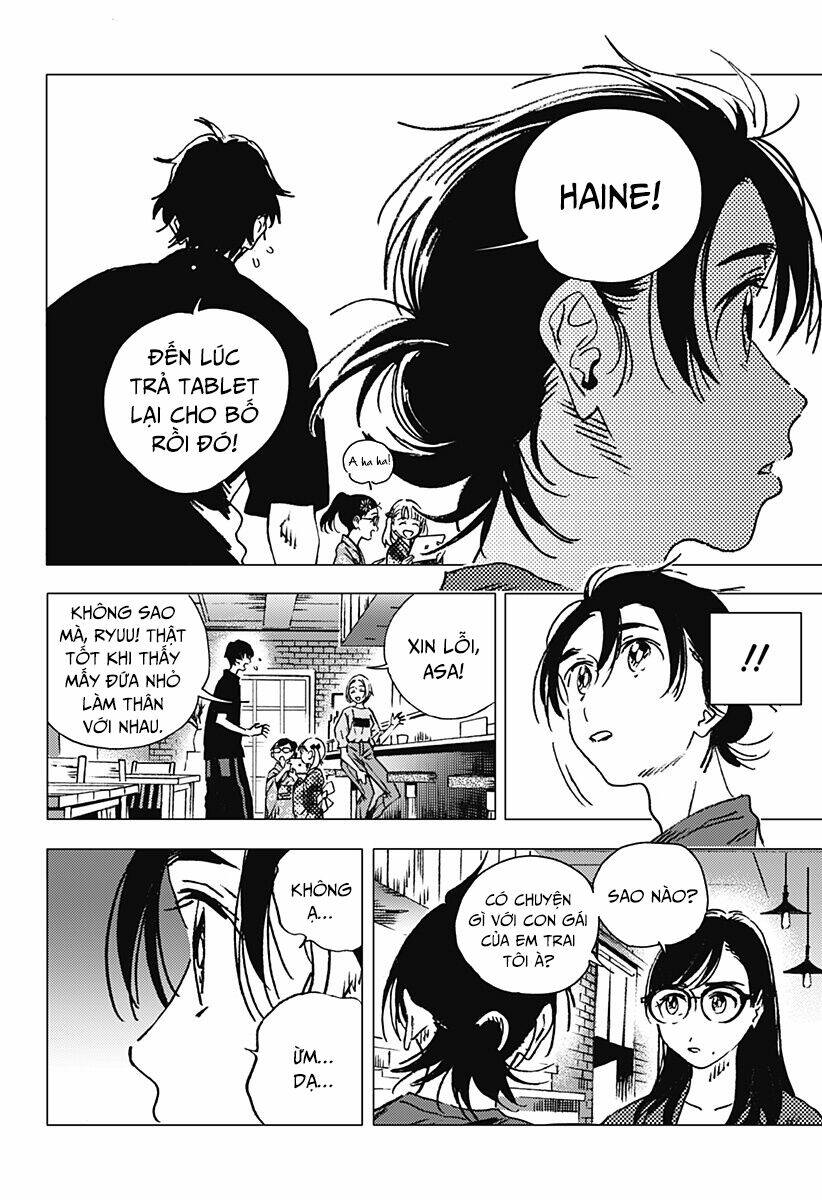 HAINE!
ĐẾN LÚC
TRẢ TABLET
LẠI CHO BỐ
RỒI ĐÓ!
A ha ha!
!!
XIN LỖI,
ASA!
KHÔNG SAO
MÀ, RYUU! THẬT
TỐT KHI THẤY
MẤY ĐỨA NHỎ
LÀM THÂN
VỚI NHAU.
SAO NÀO?
CÓ CHUYỆN
GÌ VỚI CON GÁI
CỦA EM TRAI
TÔI À?
KHÔNG
Ạ...
ỪM...
DẠ...